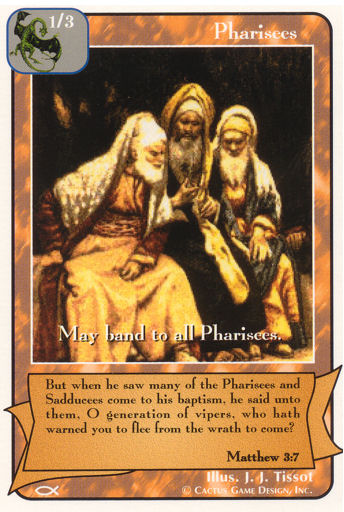 1/3
Pharisees
May band to all Pharisees.
But when he saw many of the Pharisees and
Sadducees come to his baptism, he said unto
them, O generation of vipers, who hath
warned you to flee from the wrath to come?
Matthew 3:7
Illus. J. J. Tissot
© Cactus Game Design, Inc.